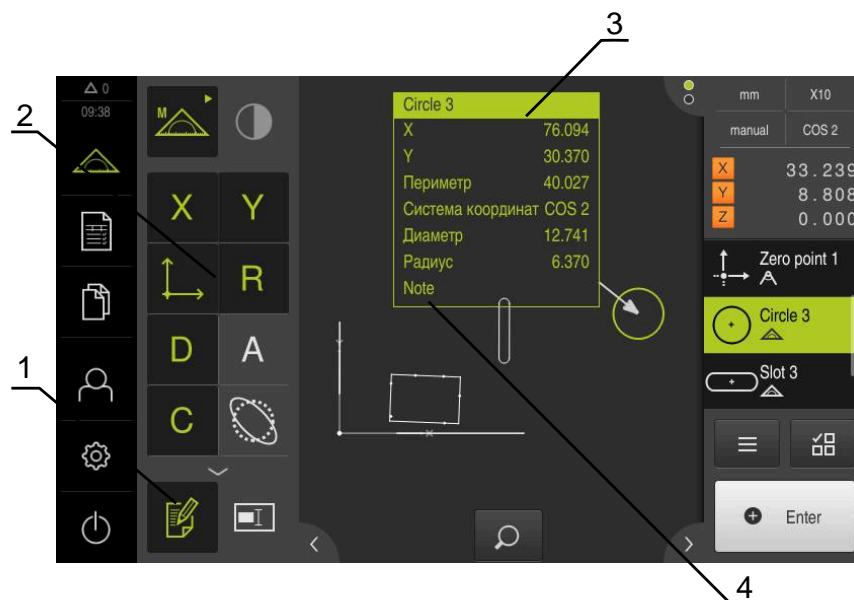 3
2
1
4
0
09:38
M
X
Y
R
D
A
C
Circle 3
X 76.094
Y 30.370
Периметр 40.027
Система координат COS 2
Диаметр 12.741
Радиус 6.370
Note
mm X10
manual COS 2
X 33.239
Y 8.808
Z 0.000
Zero point 1
Circle 3
Slot 3
Enter